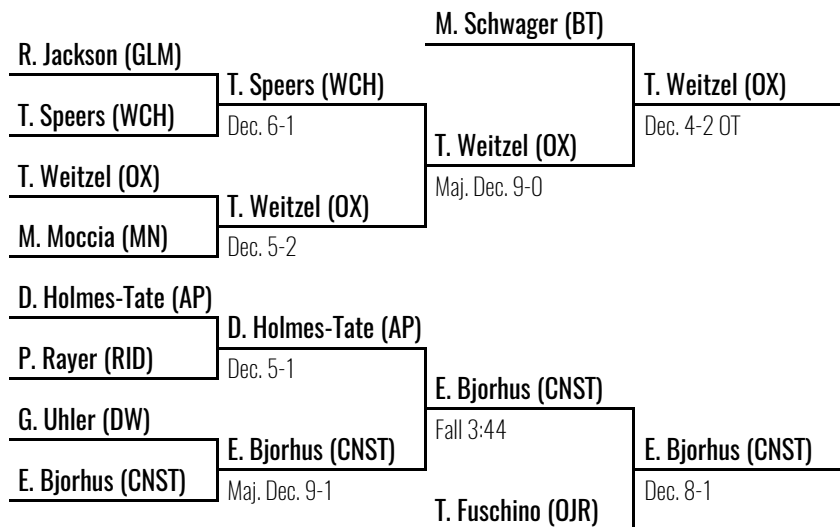 R. Jackson (GLM)
T. Speers (WCH)
T. Weitzel (OX)
M. Moccia (MN)
D. Holmes-Tate (AP)
P. Rayer (RID)
G. Uhler (DW)
E. Bjorhus (CNST)
T. Speers (WCH)
Dec. 6-1
T. Weitzel (OX)
Dec. 5-2
D. Holmes-Tate (AP)
Dec. 5-1
E. Bjorhus (CNST)
Maj. Dec. 9-1
M. Schwager (BT)
T. Weitzel (OX)
Maj. Dec. 9-0
E. Bjorhus (CNST)
Fall 3:44
T. Fuschino (OJR)
T. Weitzel (OX)
Dec. 4-2 OT
E. Bjorhus (CNST)
Dec. 8-1